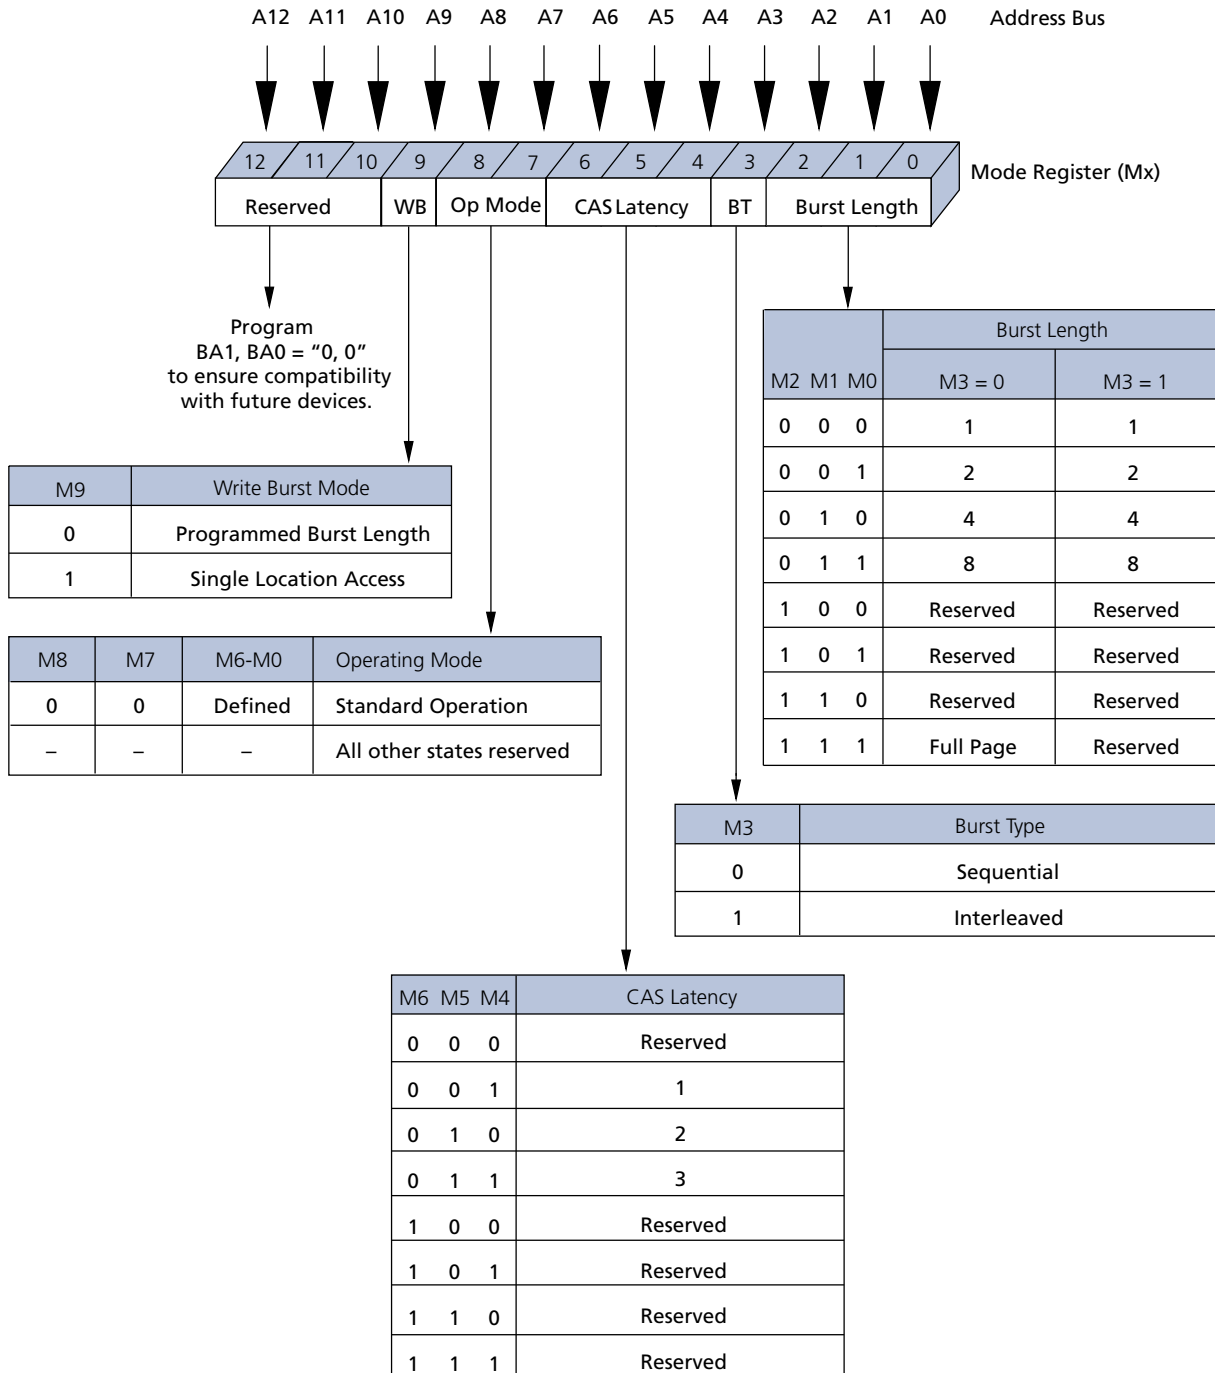 A12 A11 A10 A9 A8 A7 A6 A5 A4 A3 A2 A1 A0 Address Bus
12 11 10 9 8 7 6 5 4 3 2 1 0
Mode Register (Mx)
Reserved WB Op Mode CAS Latency BT Burst Length
Program
BA1, BA0 = “0, 0”
to ensure compatibility
with future devices.
Burst Length
M2 M1 M0 M3 = 0 M3 = 1
0 0 0 1 1
0 0 1 2 2
0 1 0 4 4
0 1 1 8 8
1 0 0 Reserved Reserved
1 0 1 Reserved Reserved
1 1 0 Reserved Reserved
1 1 1 Full Page Reserved
M9 Write Burst Mode
0 Programmed Burst Length
1 Single Location Access
M8 M7 M6-M0 Operating Mode
0 0 Defined Standard Operation
– – – All other states reserved
M3 Burst Type
0 Sequential
1 Interleaved
M6 M5 M4 CAS Latency
0 0 0 Reserved
0 0 1 1
0 1 0 2
0 1 1 3
1 0 0 Reserved
1 0 1 Reserved
1 1 0 Reserved
1 1 1 Reserved